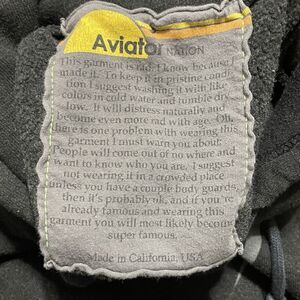 Aviator NATION
This garment is rad. I know because I
made it. To keep it in pristine condi-
tion I suggest washing it with like
colors in cold water and tumble dry
low. It will distress naturally and
become even more rad with age. Oh,
there is one problem with wearing this
garment I must warn you about:
People will come out of no where and
want to know who you are. I suggest
not wearing it in a crowded place
unless you have a couple body guards,
then it's probably ok, and if you're
already famous and wearing this
garment you will most likely become
super famous.
Made in California, USA